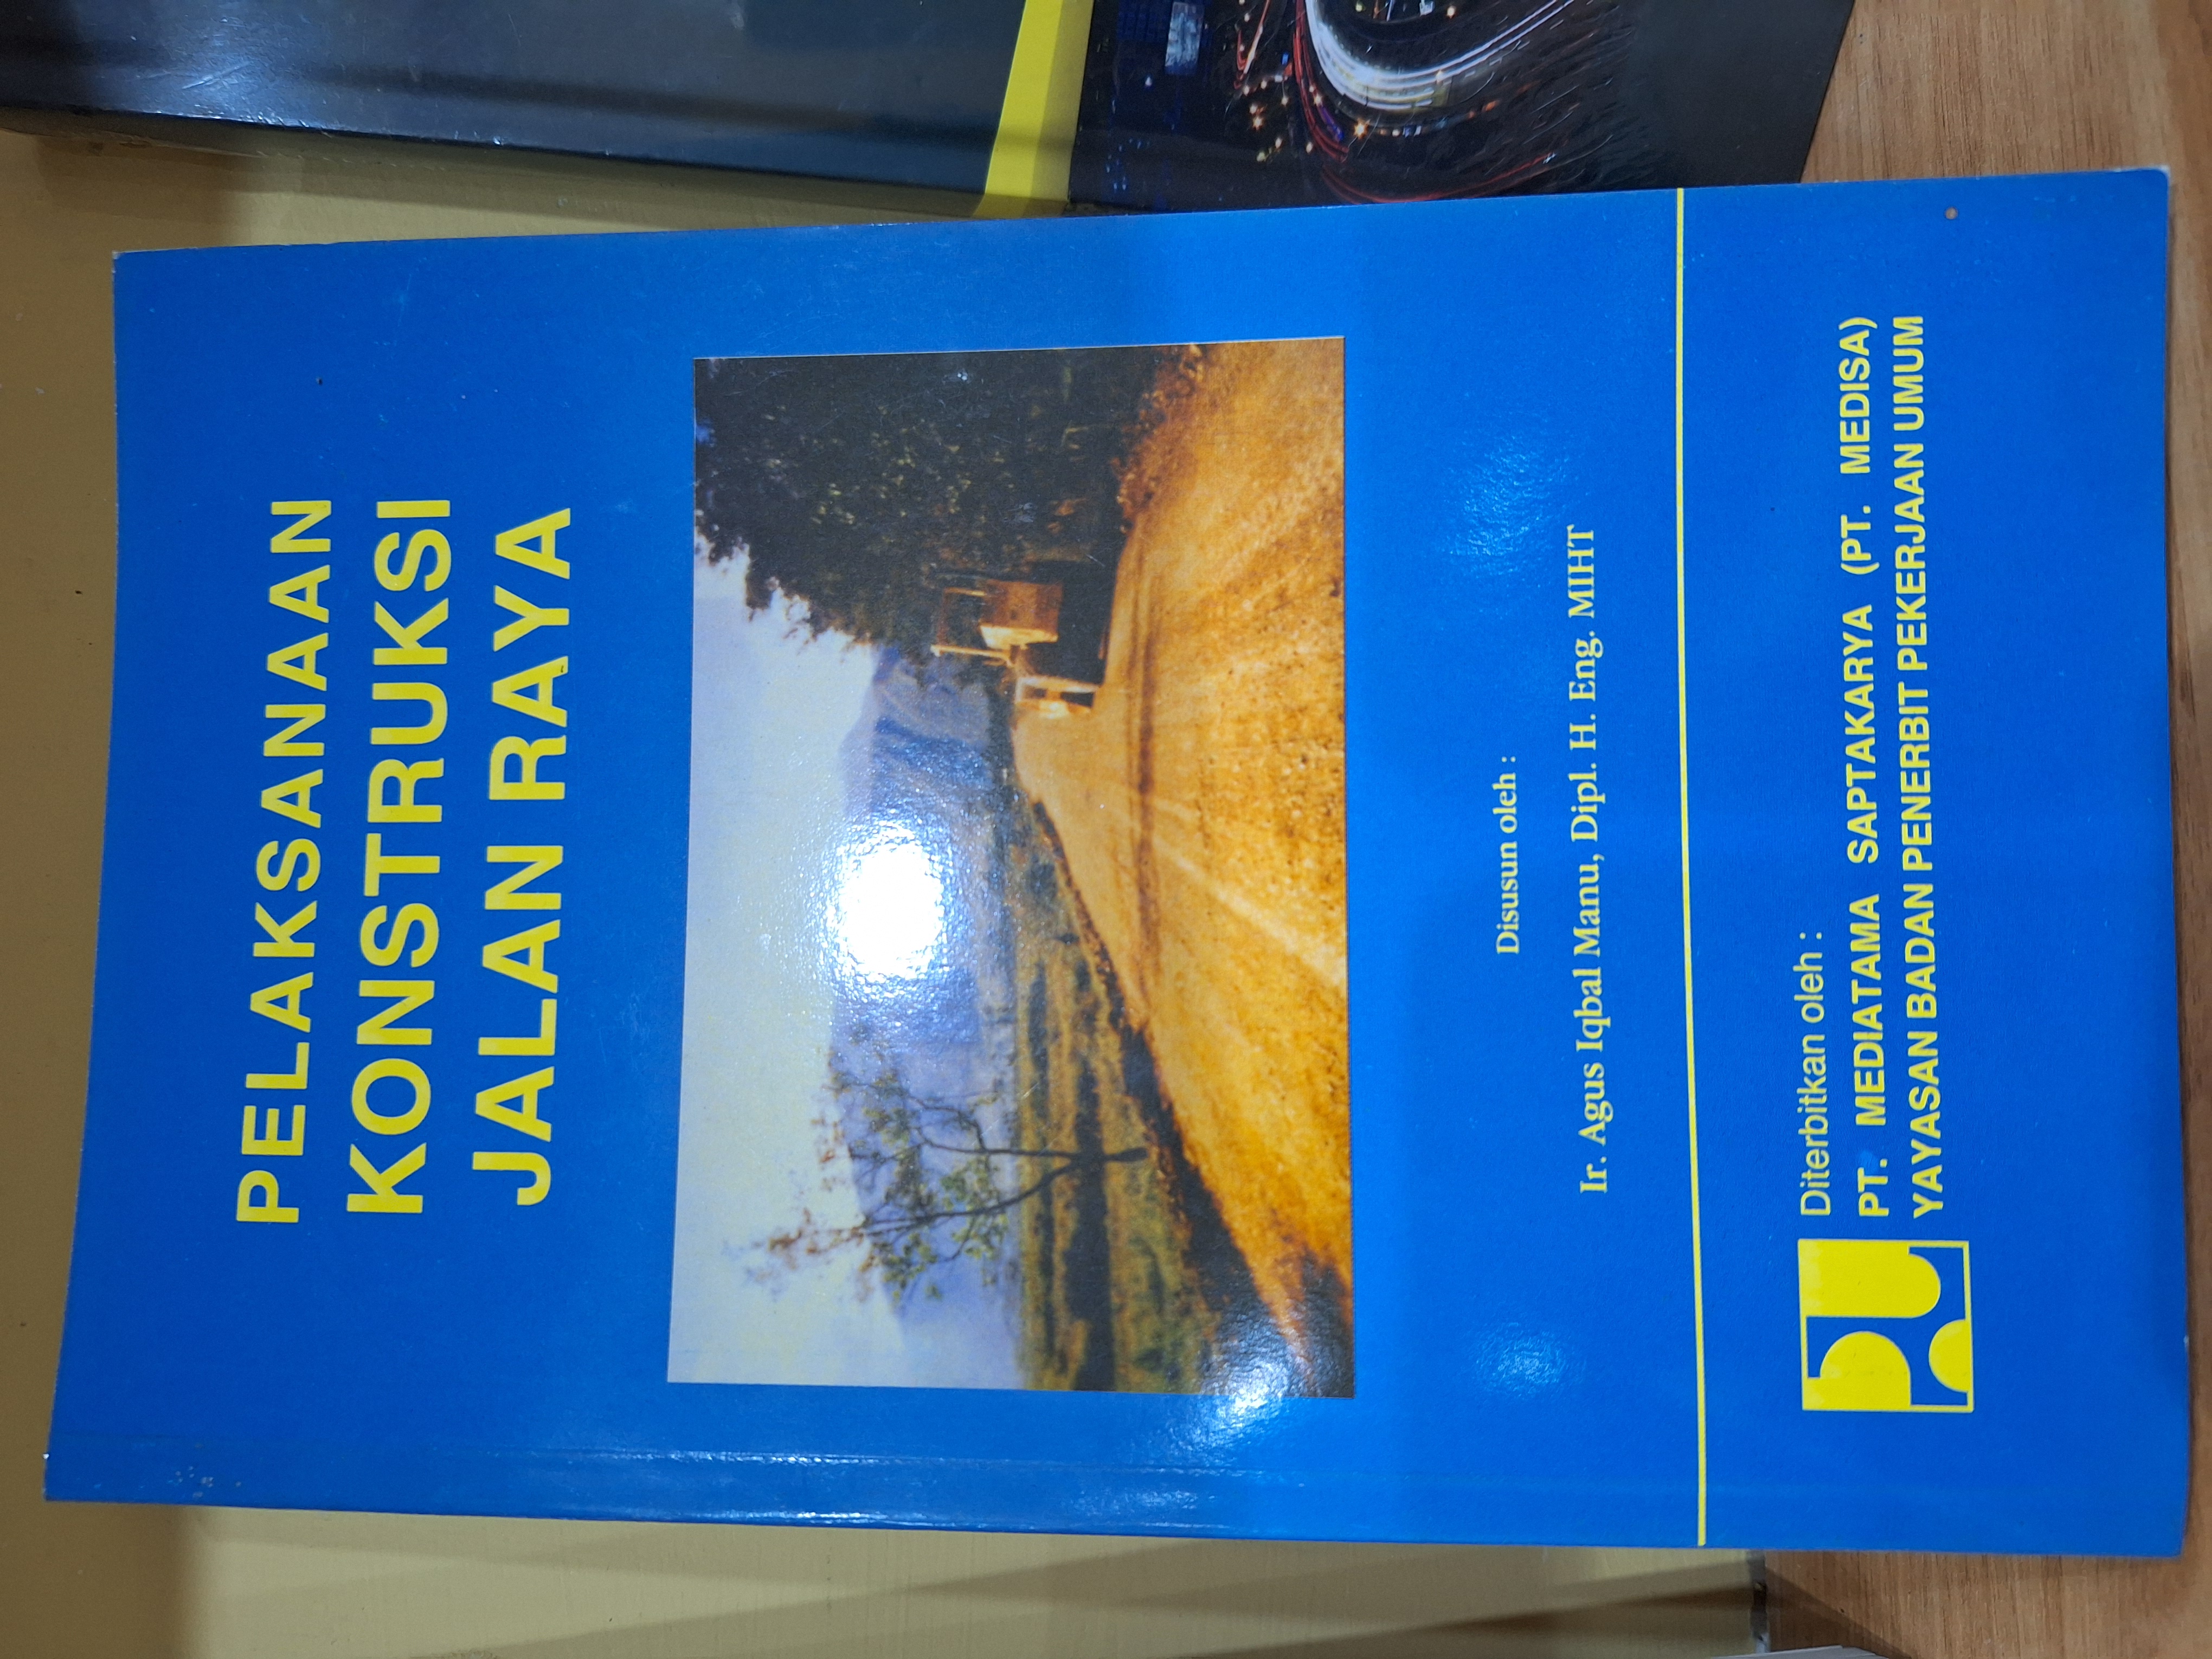 PELAKSANAAN
KONSTRUKSI
JALAN RAYA
Disusun oleh :
Ir. Agus Iqbal Manu, Dipl. H. Eng. MIHT
Diterbitkan oleh :
PT. MEDIATAMA SAPTAKARYA (PT. MEDISA)
YAYASAN BADAN PENERBIT PEKERJAAN UMUM